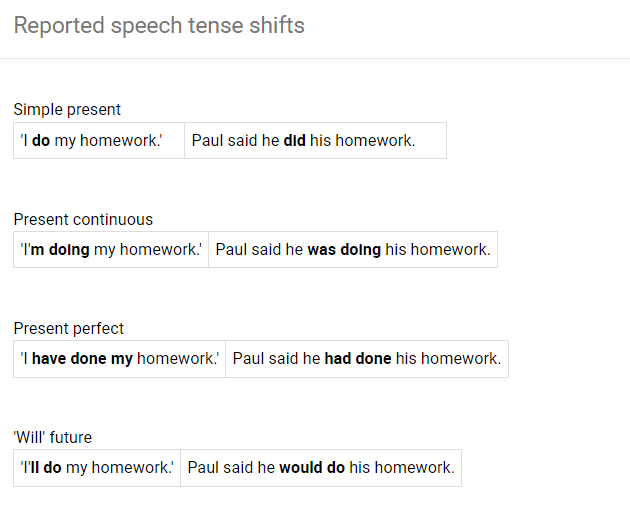 Reported speech tense shifts
Simple present
'I do my homework.' Paul said he did his homework.
Present continuous
'I'm doing my homework.' Paul said he was doing his homework.
Present perfect
'I have done my homework.' Paul said he had done his homework.
'Will' future
'I'll do my homework.' Paul said he would do his homework.